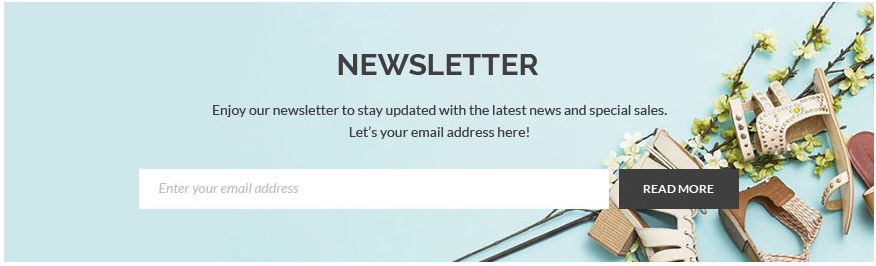 NEWSLETTER
Enjoy our newsletter to stay updated with the latest news and special sales.
Let's your email address here!
Enter your email address
READ MORE